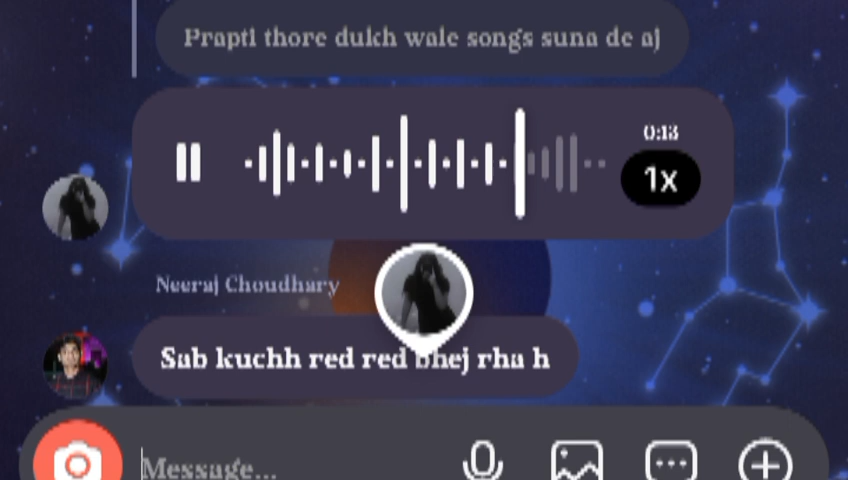 Prapti thore dukh wale songs suna de aj
0:13
1x
Neeraj Choudhary
Sab kuchh red red bhej rha h
Message...